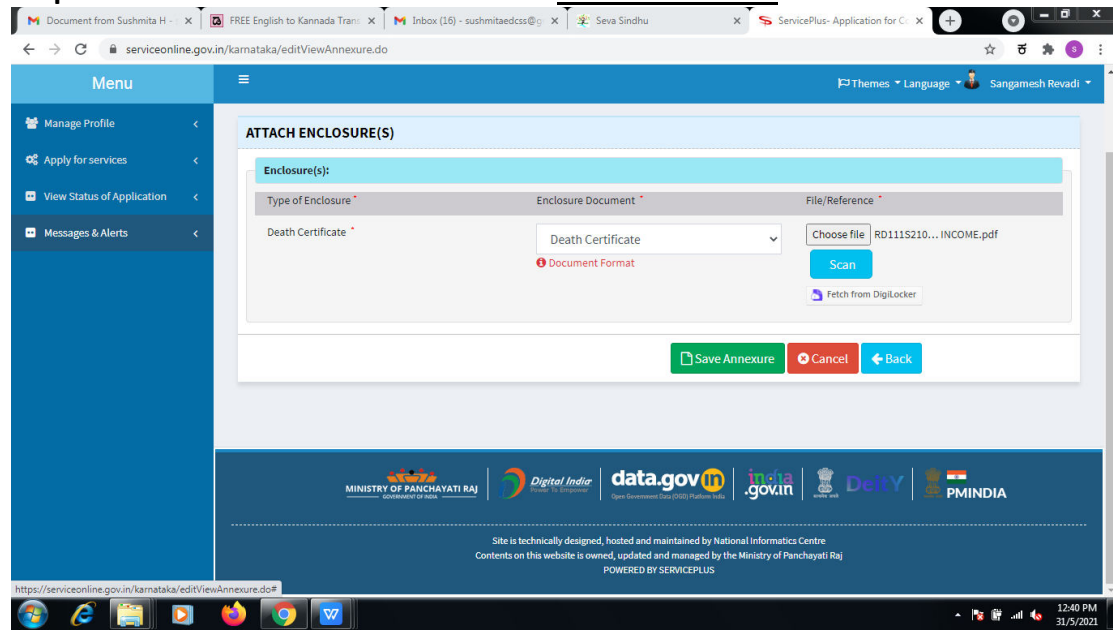 Document from Sushmita H -
FREE English to Kannada Trans
Inbox (16) - sushmitaedcss@g
Seva Sindhu
ServicePlus- Application for C
serviceonline.gov.in/karnataka/editViewAnnexure.do
S
Menu
Themes Language Sangamesh Revadi
Manage Profile
ATTACH ENCLOSURE(S)
Apply for services
Enclosure(s):
View Status of Application
Type of Enclosure * Enclosure Document * File/Reference *
Messages & Alerts
Death Certificate * Death Certificate Choose file RD111S210... INCOME.pdf
Document Format Scan
Fetch from DigiLocker
Save Annexure Cancel Back
MINISTRY OF PANCHAYATI RAJ
GOVERNMENT OF INDIA
Digital India
Power To Empower
data.gov in
Open Government Data (OGD) Platform India
india
.gov.in
DeitY
PMINDIA
Site is technically designed, hosted and maintained by National Informatics Centre
Contents on this website is owned, updated and managed by the Ministry of Panchayati Raj
POWERED BY SERVICEPLUS
https://serviceonline.gov.in/karnataka/editViewAnnexure.do#
W
12:40 PM
31/5/2021